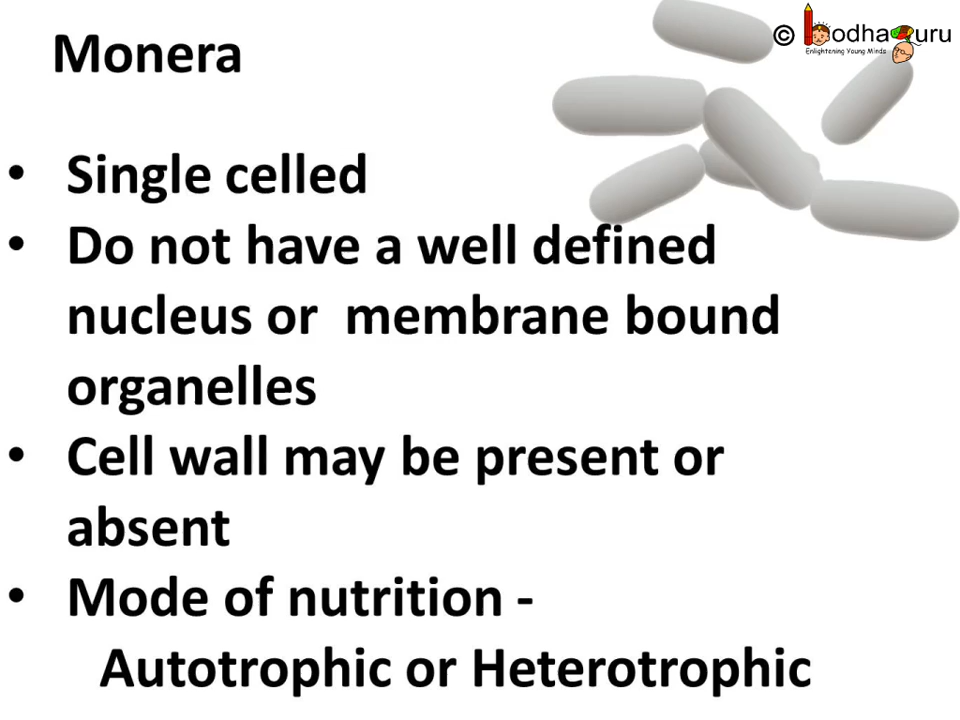 Monera
© BodhaGuru
Enlightening Young Minds
• Single celled
• Do not have a well defined
nucleus or membrane bound
organelles
• Cell wall may be present or
absent
• Mode of nutrition -
Autotrophic or Heterotrophic